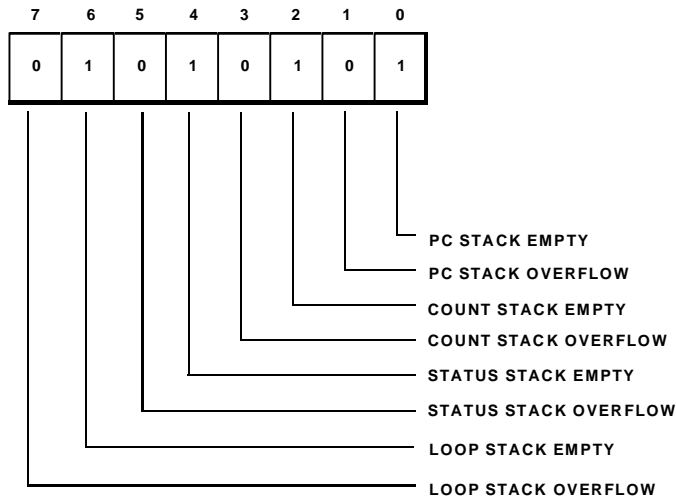 7 6 5 4 3 2 1 0
0 1 0 1 0 1 0 1
PC STACK EMPTY
PC STACK OVERFLOW
COUNT STACK EMPTY
COUNT STACK OVERFLOW
STATUS STACK EMPTY
STATUS STACK OVERFLOW
LOOP STACK EMPTY
LOOP STACK OVERFLOW